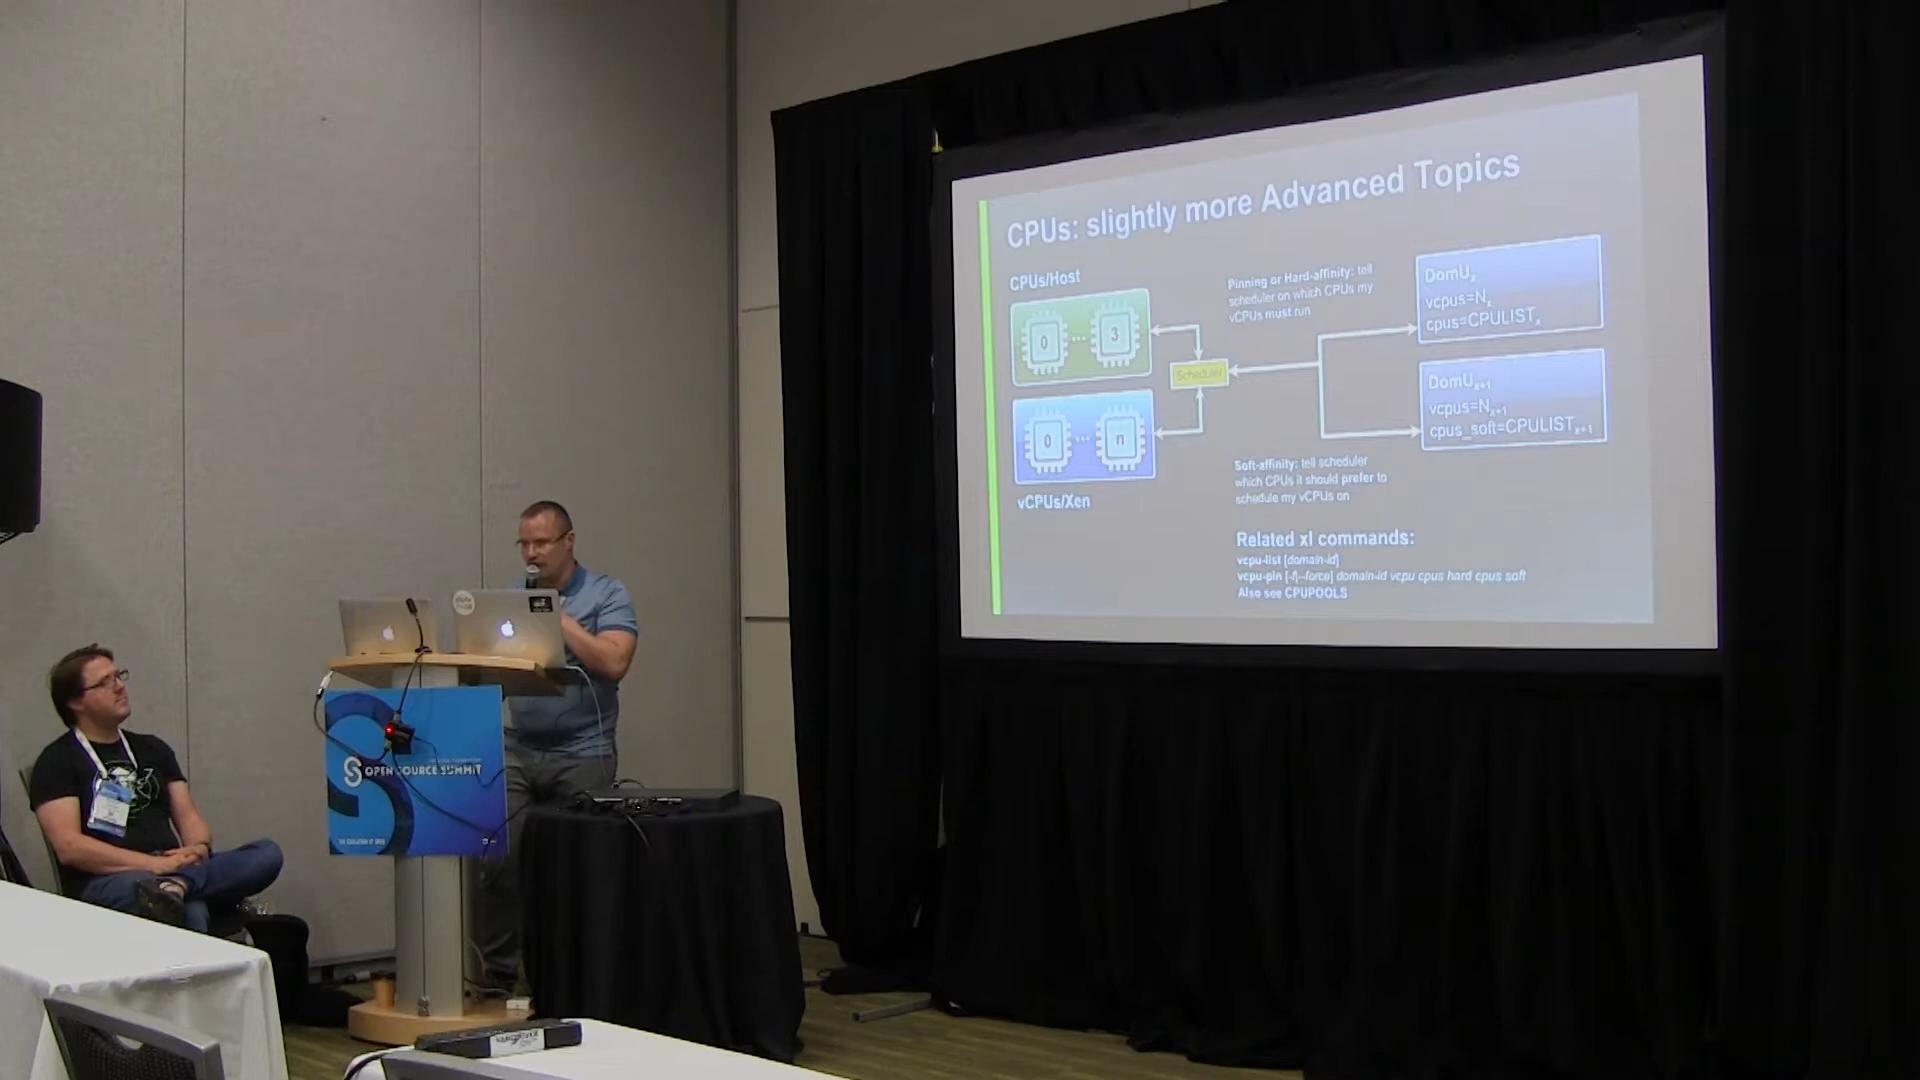 CPUs: slightly more Advanced Topics
CPUs/Host
0 ... 3
vCPUs/Xen
0 ... n
Scheduler
Pinning or Hard-affinity: tell
scheduler on which CPUs my
vCPUs must run
DomUₓ
vcpus=Nₓ
cpus=CPULISTₓ
DomUₓ₊₁
vcpus=Nₓ₊₁
cpus_soft=CPULISTₓ₊₁
Soft-affinity: tell scheduler
which CPUs it should prefer to
schedule my vCPUs on
Related xl commands:
vcpu-list [domain-id]
vcpu-pin [-f|--force] domain-id vcpu cpus hard cpus soft
Also see CPUPOOLS
OPEN SOURCE SUMMIT